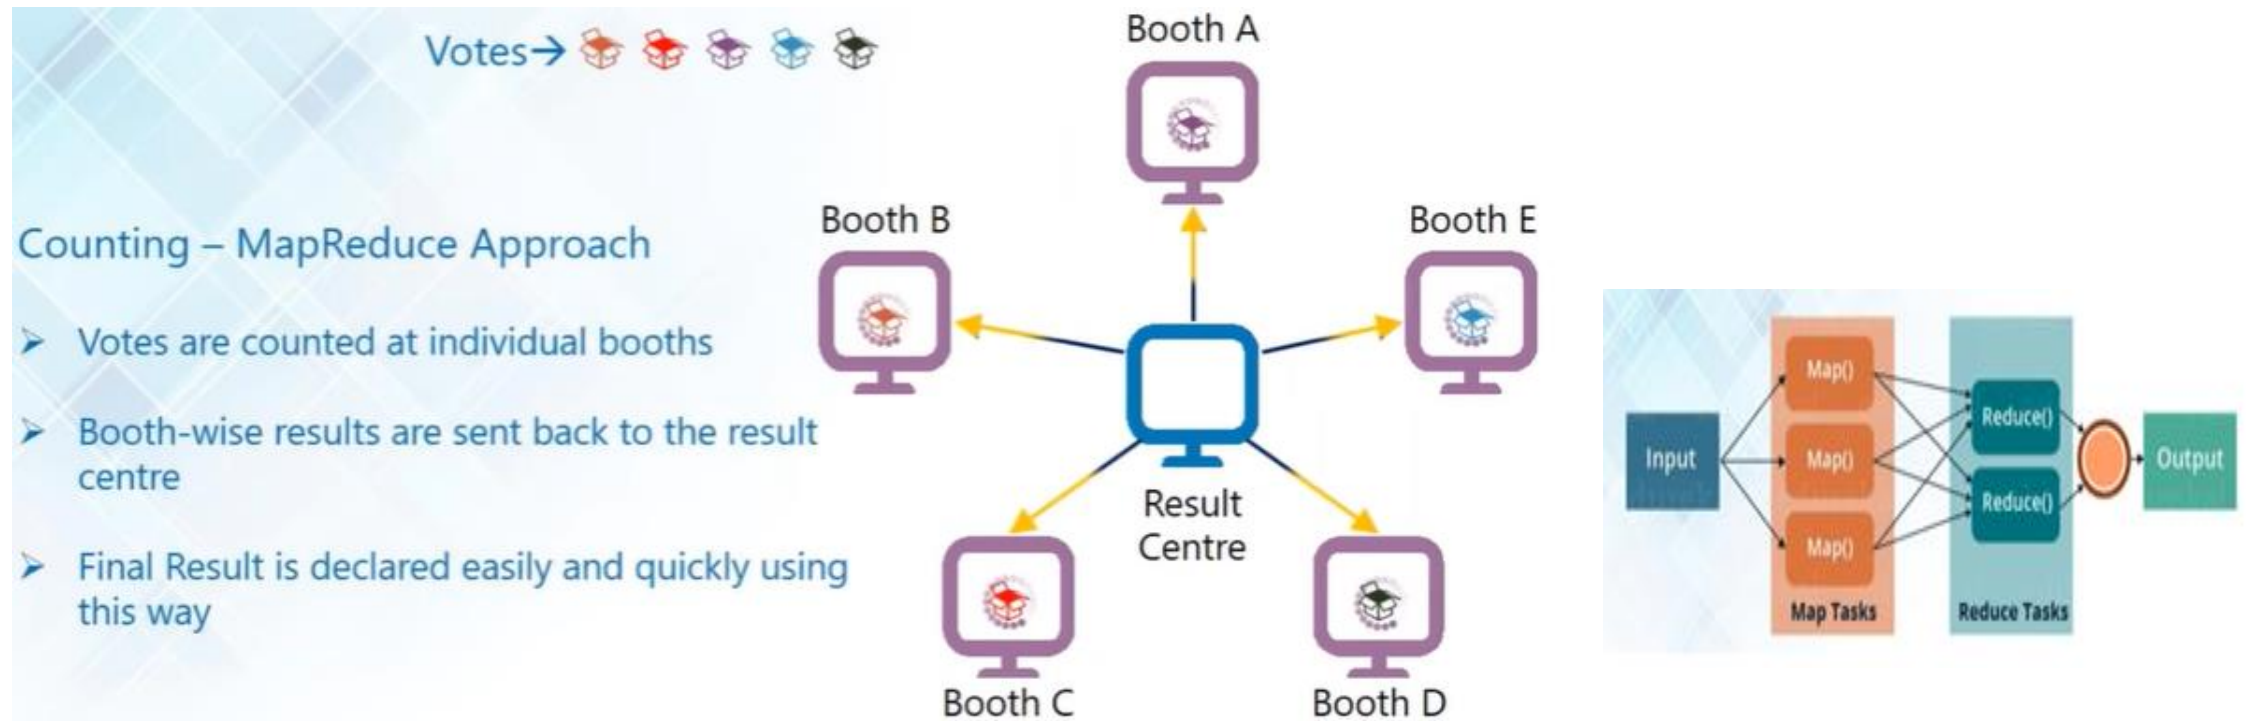 Votes→
Counting – MapReduce Approach
➢ Votes are counted at individual booths
➢ Booth-wise results are sent back to the result
centre
➢ Final Result is declared easily and quickly using
this way
Booth A
Booth B
Booth E
Result
Centre
Booth C
Booth D
Input
Map()
Map()
Map()
Map Tasks
Reduce()
Reduce()
Reduce Tasks
Output